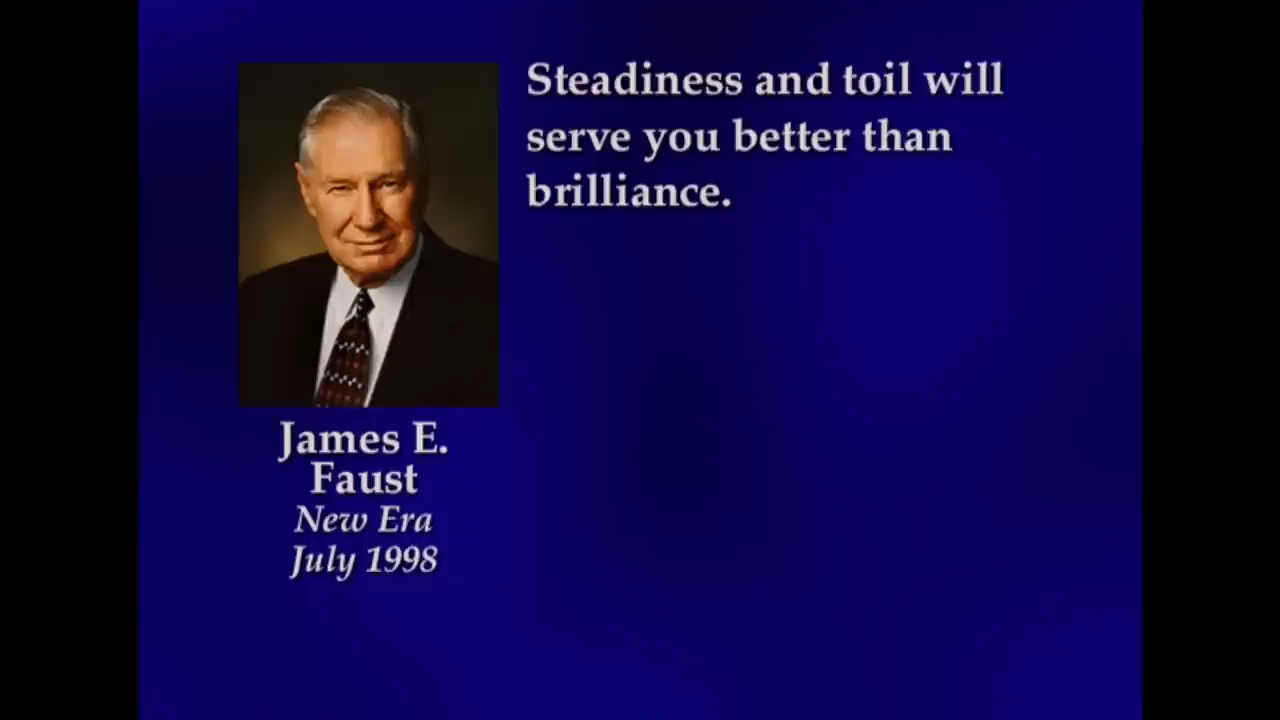 Steadiness and toil will
serve you better than
brilliance.
James E.
Faust
New Era
July 1998